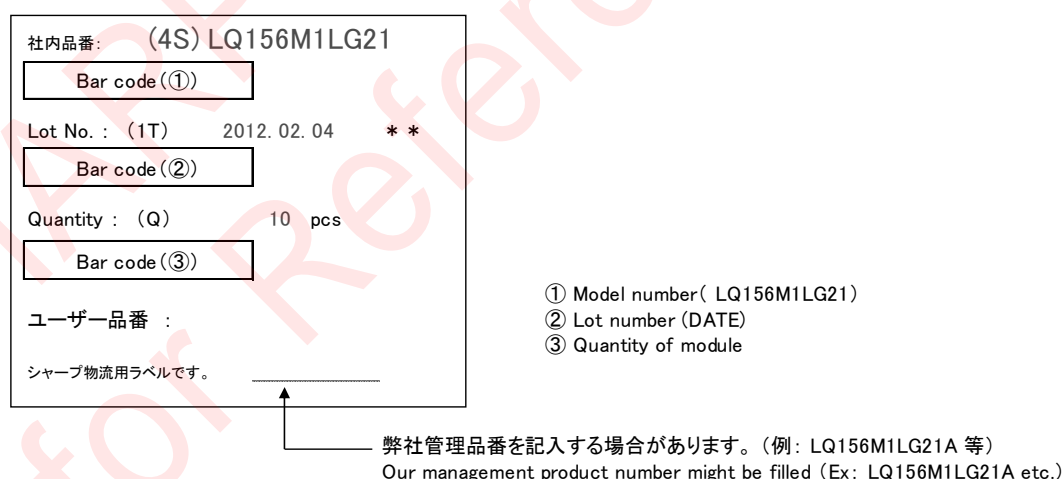 社内品番: (4S) LQ156M1LG21
Bar code(①)
Lot No. : (1T) 2012. 02. 04 * *
Bar code(②)
Quantity : (Q) 10 pcs
Bar code(③)
ユーザー品番 :
シャープ物流用ラベルです。
① Model number( LQ156M1LG21)
② Lot number (DATE)
③ Quantity of module
弊社管理品番を記入する場合があります。(例: LQ156M1LG21A 等)
Our management product number might be filled (Ex: LQ156M1LG21A etc.)
for Refere